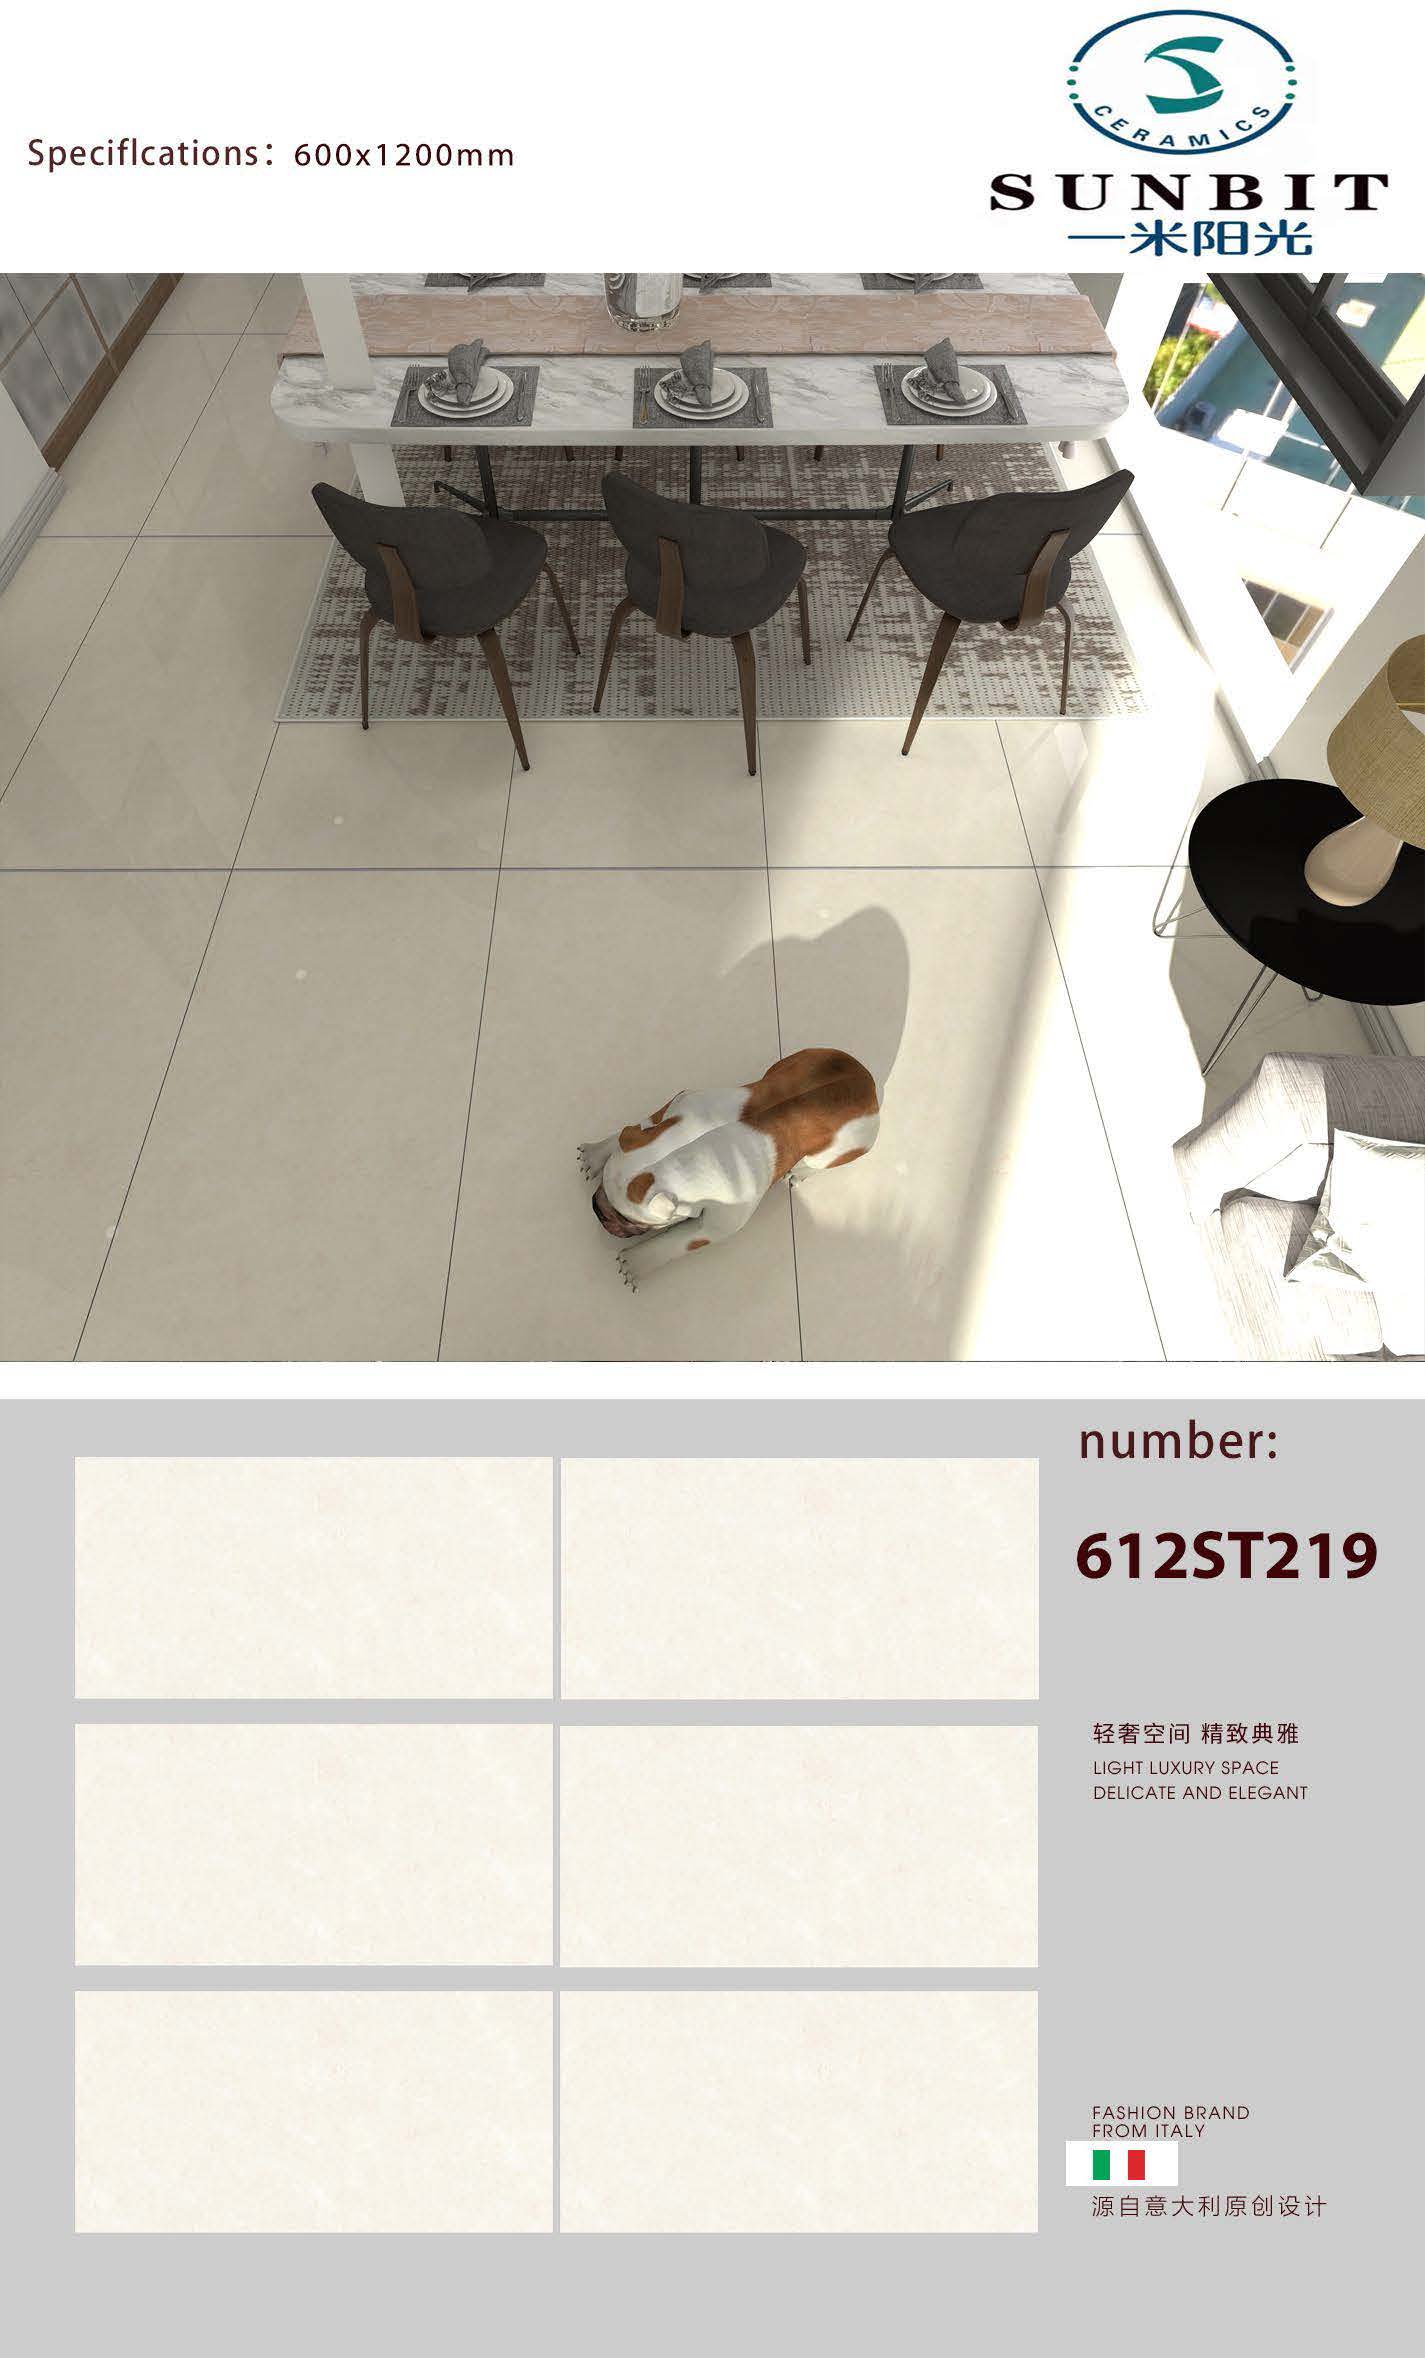 CERAMICS
SUNBIT
一米阳光
Speciflcations：600x1200mm
number:
612ST219
轻奢空间 精致典雅
LIGHT LUXURY SPACE
DELICATE AND ELEGANT
FASHION BRAND
FROM ITALY
源自意大利原创设计